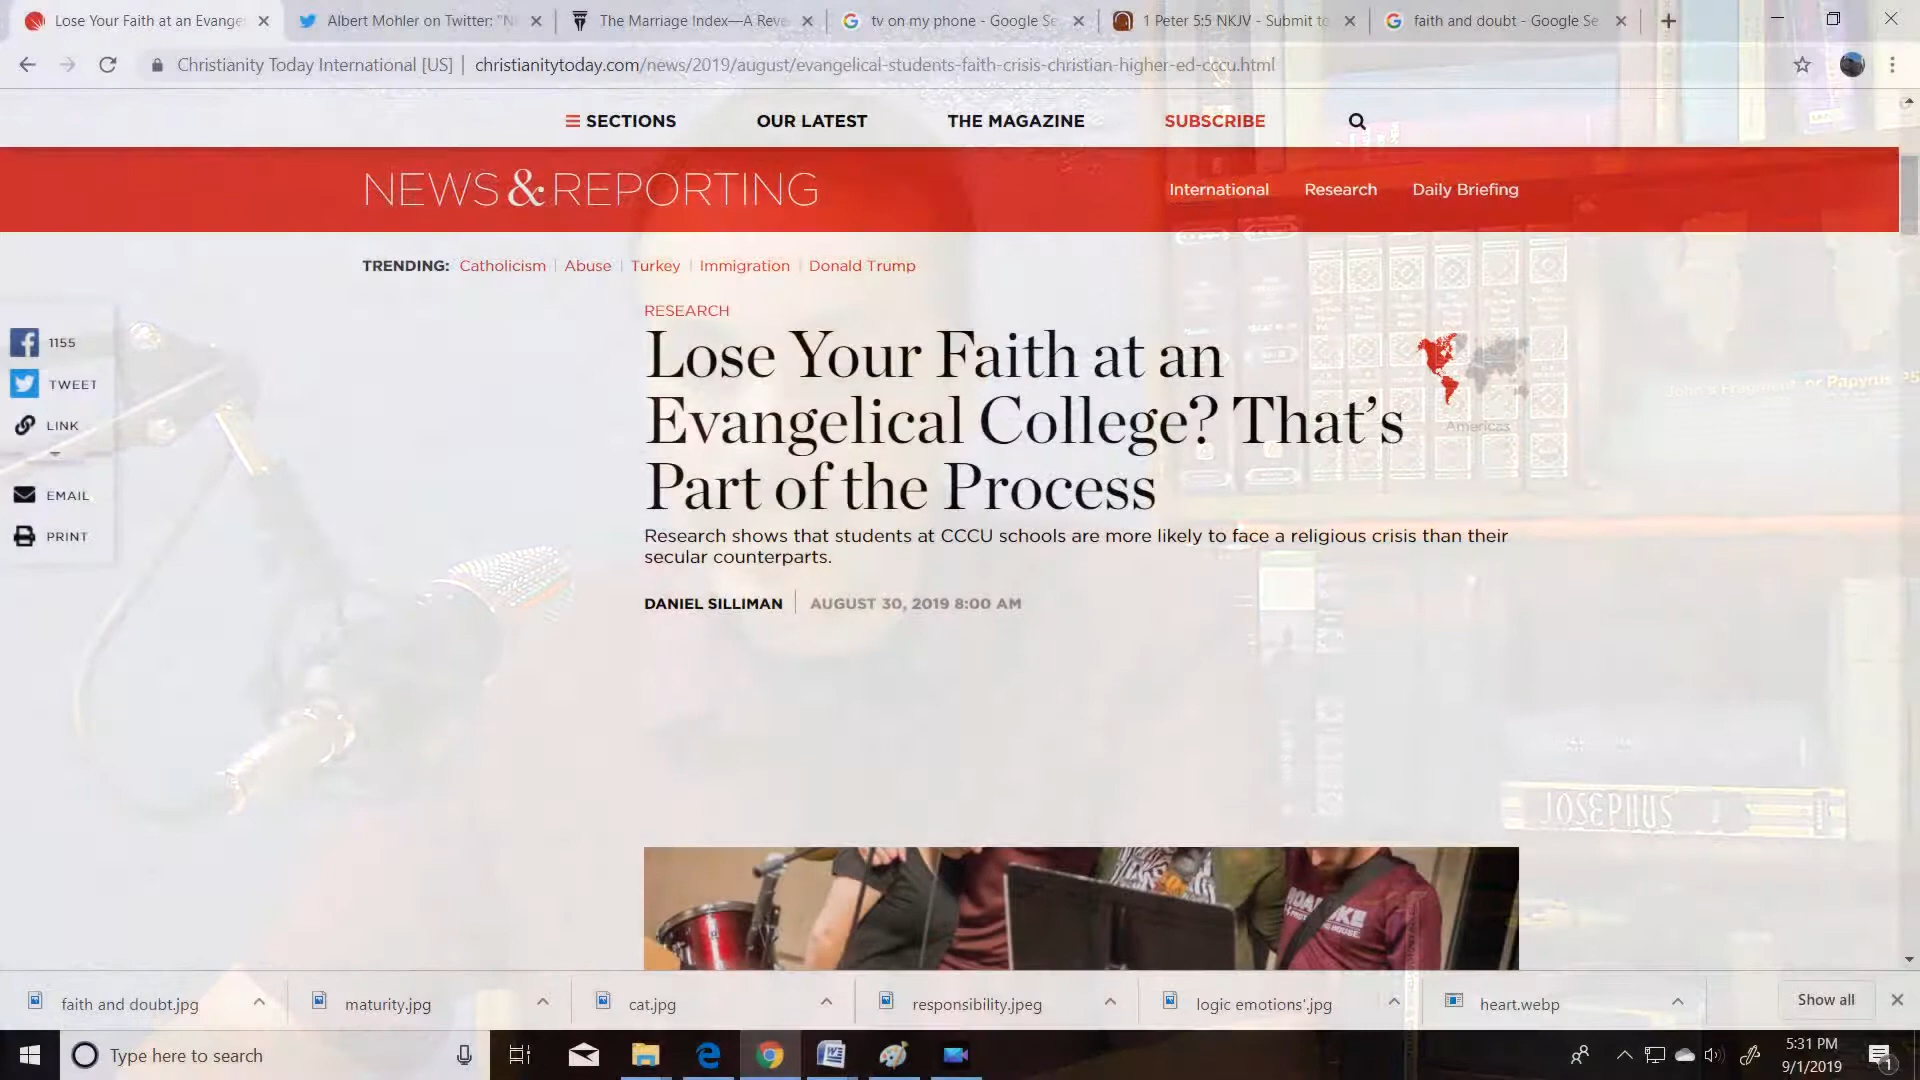 Lose Your Faith at an Evange
Albert Mohler on Twitter: "N
The Marriage Index—A Reve
tv on my phone - Google Se
1 Peter 5:5 NKJV - Submit to
faith and doubt - Google Se
Christianity Today International [US] | christianitytoday.com/news/2019/august/evangelical-students-faith-crisis-christian-higher-ed-cccu.html
SECTIONS
OUR LATEST
THE MAGAZINE
SUBSCRIBE
NEWS & REPORTING
International
Research
Daily Briefing
TRENDING: Catholicism | Abuse | Turkey | Immigration | Donald Trump
RESEARCH
Lose Your Faith at an
Evangelical College? That's
Part of the Process
Americas
John's Fragment or Papyrus P5
Research shows that students at CCCU schools are more likely to face a religious crisis than their
secular counterparts.
DANIEL SILLIMAN | AUGUST 30, 2019 8:00 AM
1155
TWEET
LINK
EMAIL
PRINT
JOSEPHUS
faith and doubt.jpg
maturity.jpg
cat.jpg
responsibility.jpeg
logic emotions'.jpg
heart.webp
Show all
Type here to search
5:31 PM
9/1/2019
1